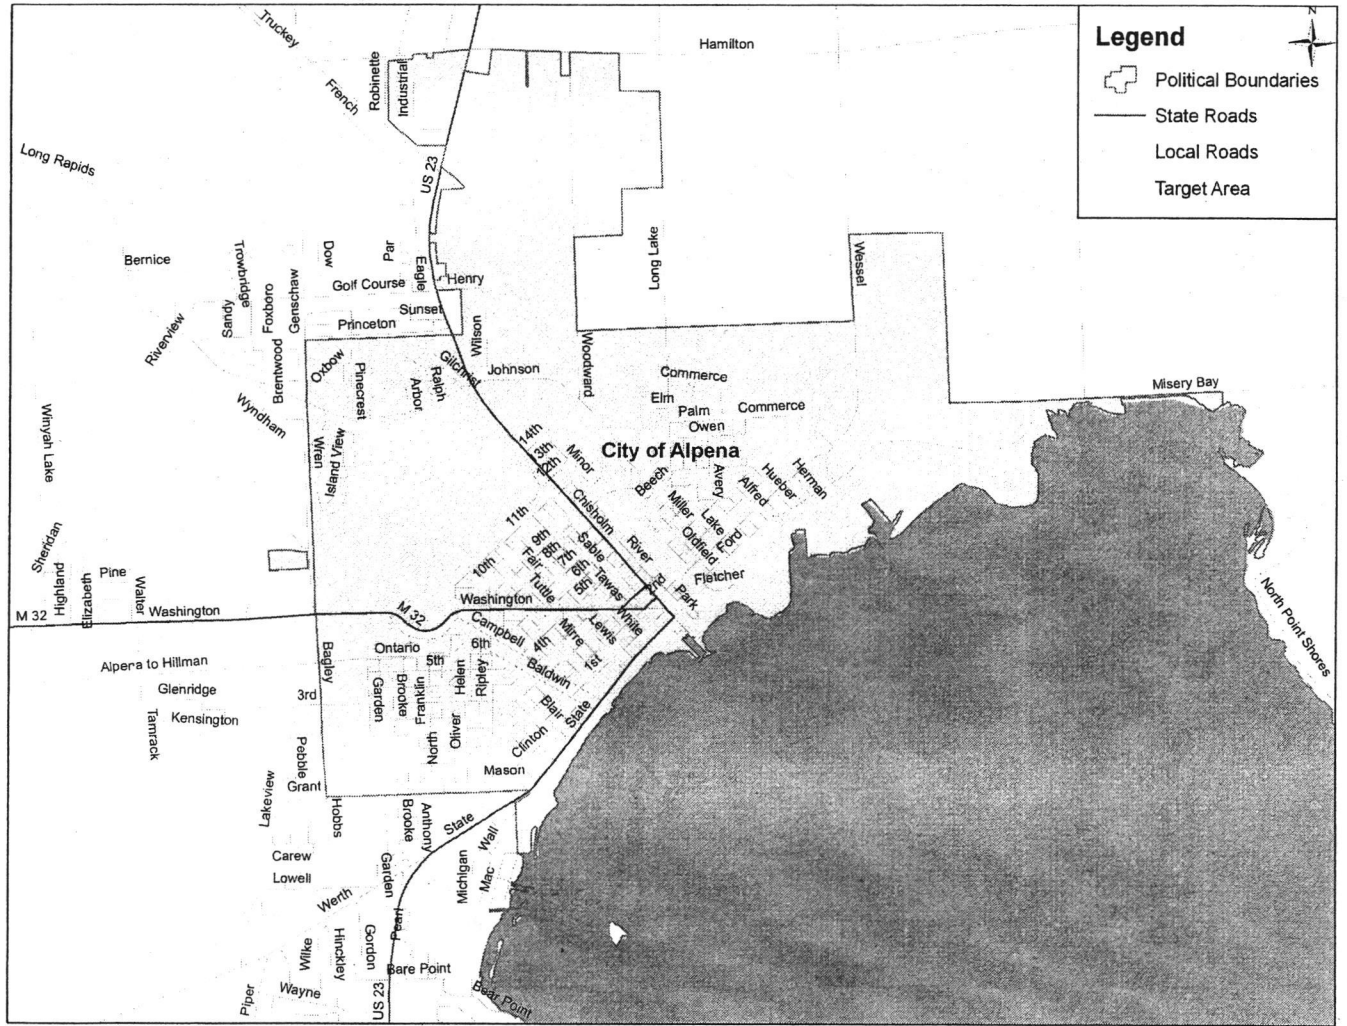 N
Legend
Political Boundaries
State Roads
Local Roads
Target Area
Truckey
Hamilton
Robinette
Industrial
French
US 23
Long Rapids
Bernice
Trowbridge
Dow
Par
Eagle
Henry
Golf Course
Long Lake
Wessel
Sandy
Foxboro
Genschaw
Sunset
Princeton
Riverview
Wilson
Brentwood
Oxbow
Pinecrest
Gilchrist
Ralph
Arbor
Johnson
Woodward
Commerce
Elm
Palm
Commerce
Owen
Misery Bay
Winyah Lake
Wyndham
Wren
Island View
14th
13th
12th
Minor
City of Alpena
Beech
Avery
Alfred
Hueber
Herman
Miller
Lake
Chisholm
11th
Oldfield
Ford
River
Sheridan
9th
8th
7th
6th
5th
Sable
Fair
10th
Tuttle
Tawas
2nd
Fletcher
Park
Highland
Elizabeth
Pine
Walter
Washington
M 32
M 32
Washington
White
Campbell
Lewis
Mirre
4th
1st
North Point Shores
Bagley
Ontario
5th
6th
Baldwin
Alpena to Hillman
Glenridge
Kensington
Tamrack
3rd
Garden
Brooke
Franklin
Helen
Ripley
Blair
State
North
Oliver
Clinton
Pebble
Grant
Mason
Lakeview
Hobbs
Brooke
Anthony
State
Wall
Carew
Lowell
Garden
Michigan
Mac
Werth
Pearl
Wilke
Hinckley
Gordon
Bare Point
Piper
Wayne
US 23
Bear Point